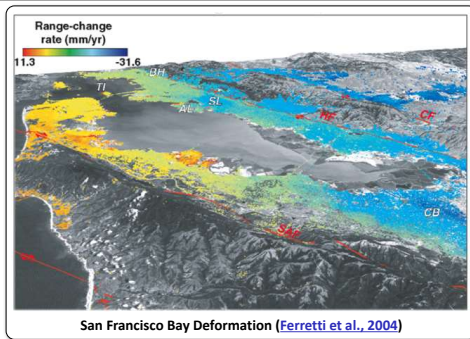 Range-change
rate (mm/yr)
11.3 -31.6
BH
TI
SL
AL
HF CF
CB
SAF
San Francisco Bay Deformation (Ferretti et al., 2004)